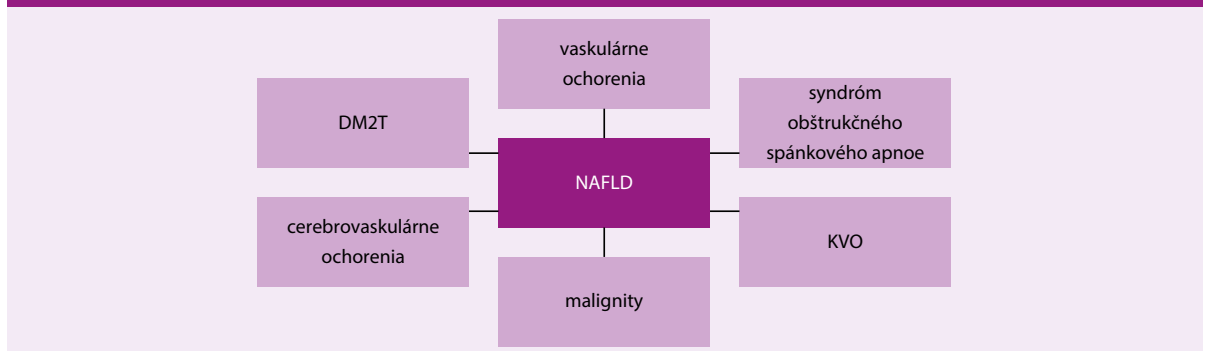 vaskulárne
ochorenia
DM2T
syndróm
obštrukčného
spánkového apnoe
NAFLD
cerebrovaskulárne
ochorenia
KVO
malignity